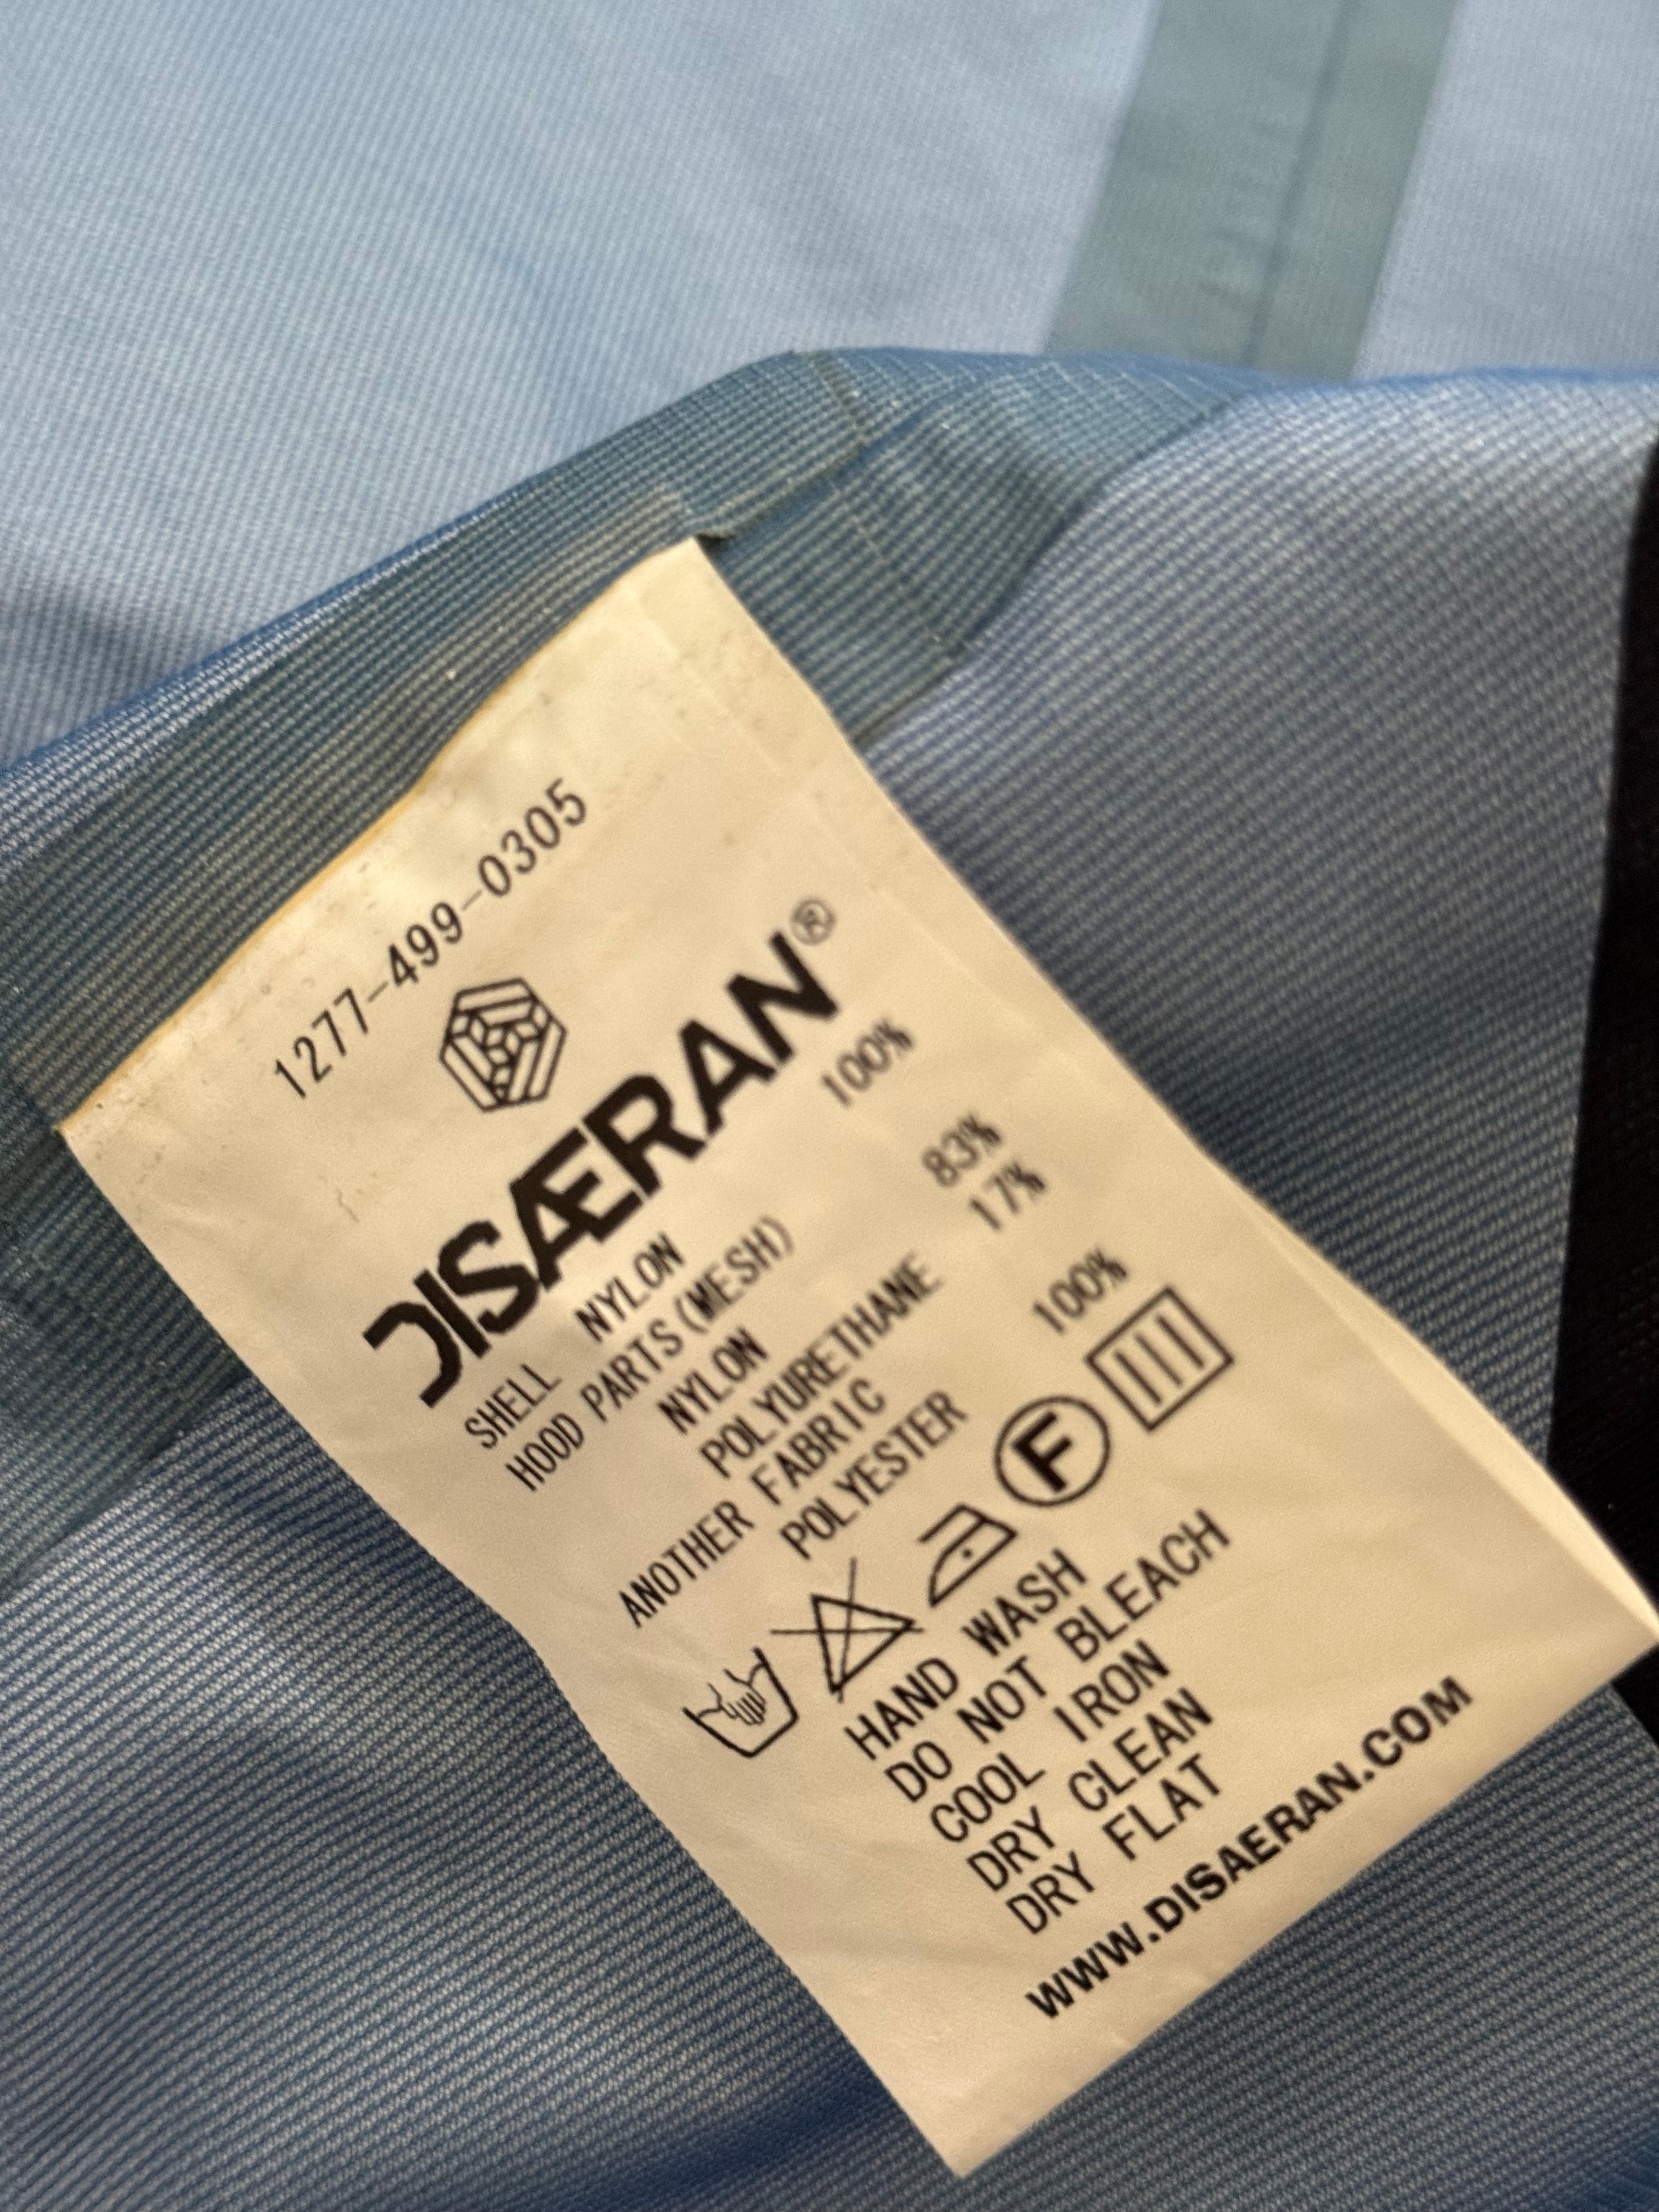 1277-499-0305
DISÆRAN®
SHELL NYLON 100%
HOOD PARTS(MESH)
NYLON 83%
POLYURETHANE 17%
ANOTHER FABRIC
POLYESTER 100%
F
HAND WASH
DO NOT BLEACH
COOL IRON
DRY CLEAN
DRY FLAT
WWW.DISAERAN.COM